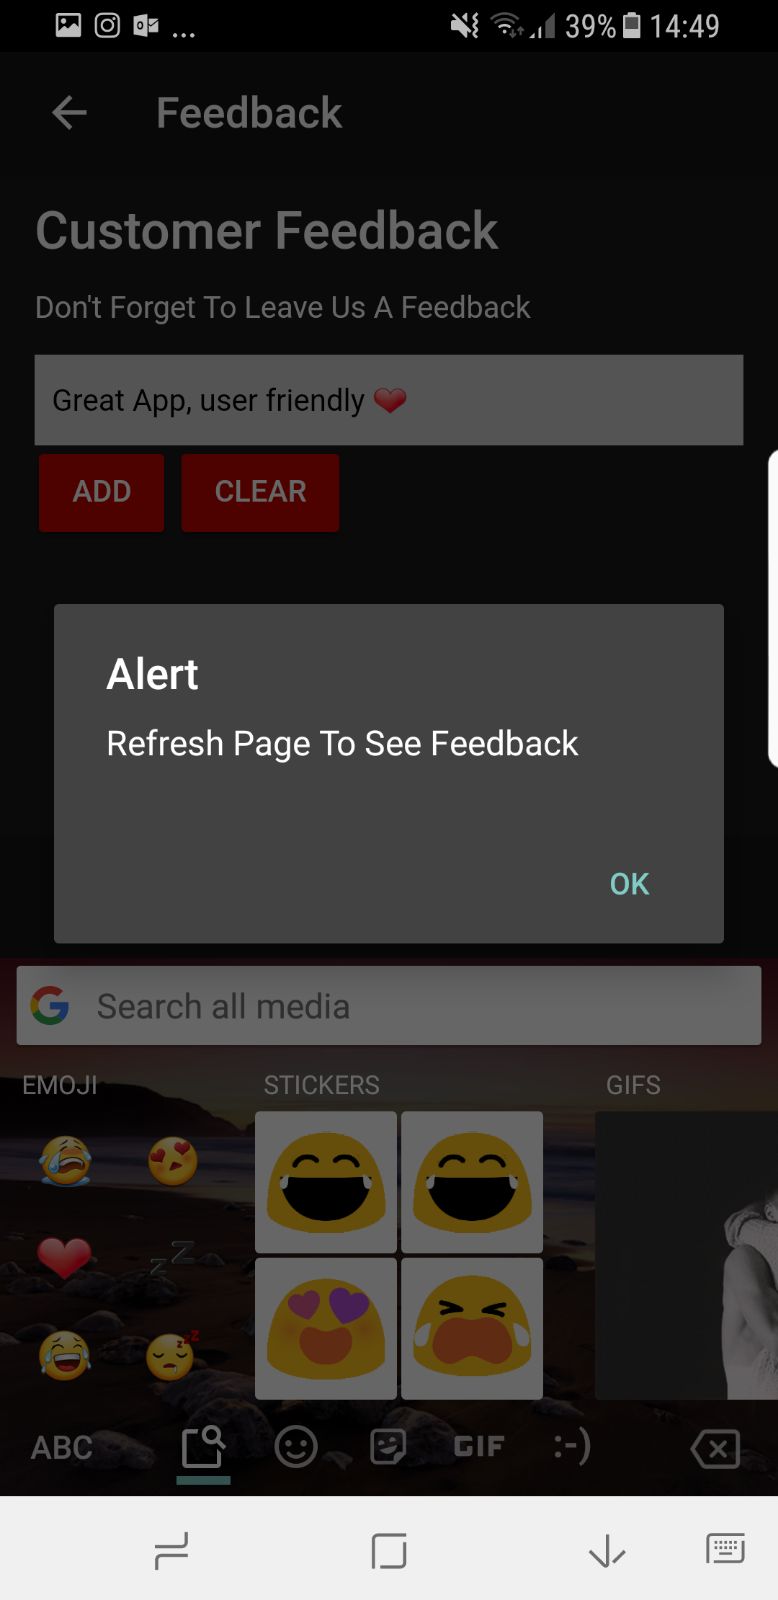 ... 39% 14:49
Feedback
Customer Feedback
Don't Forget To Leave Us A Feedback
Great App, user friendly ❤️
ADD CLEAR
Alert
Refresh Page To See Feedback
OK
G Search all media
EMOJI STICKERS GIFS
ABC GIF :-)